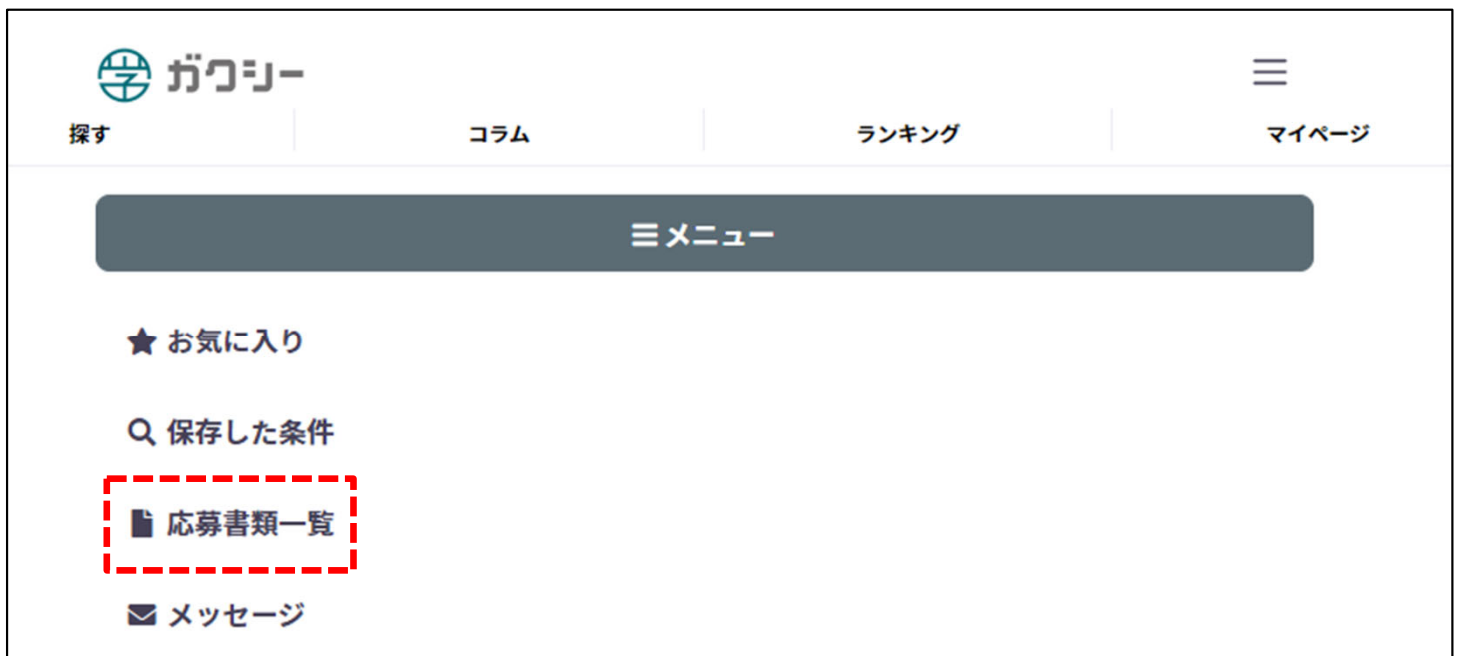 ガクシー
探す コラム ランキング マイページ
メニュー
お気に入り
保存した条件
応募書類一覧
メッセージ